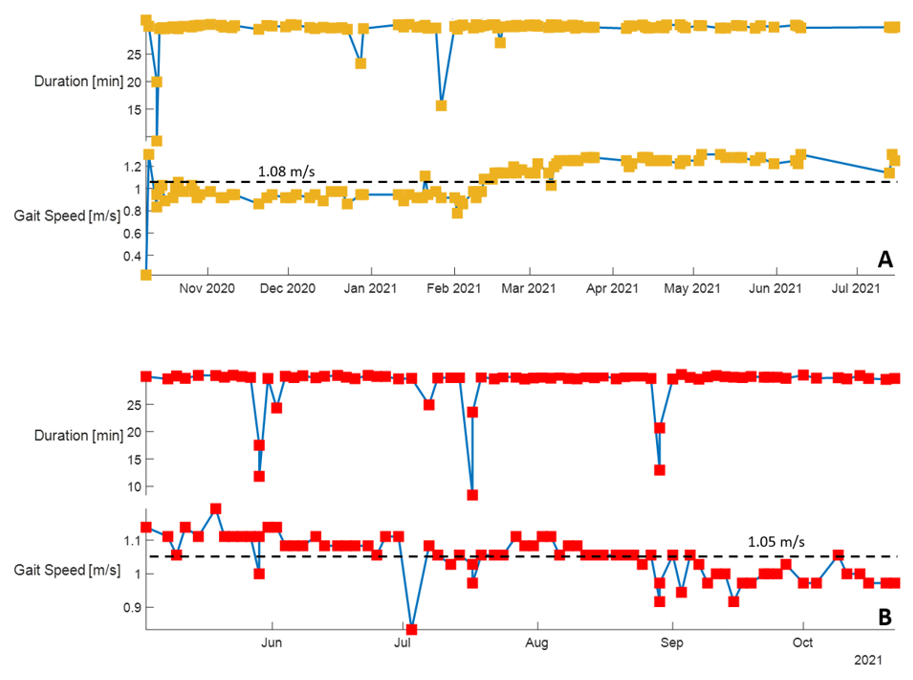 25
Duration [min] 20
15
1.2
1.08 m/s
1
Gait Speed [m/s] 0.8
0.6
0.4
A
Nov 2020 Dec 2020 Jan 2021 Feb 2021 Mar 2021 Apr 2021 May 2021 Jun 2021 Jul 2021
25
Duration [min] 20
15
10
1.1
1.05 m/s
Gait Speed [m/s] 1
0.9
B
Jun Jul Aug Sep Oct
2021